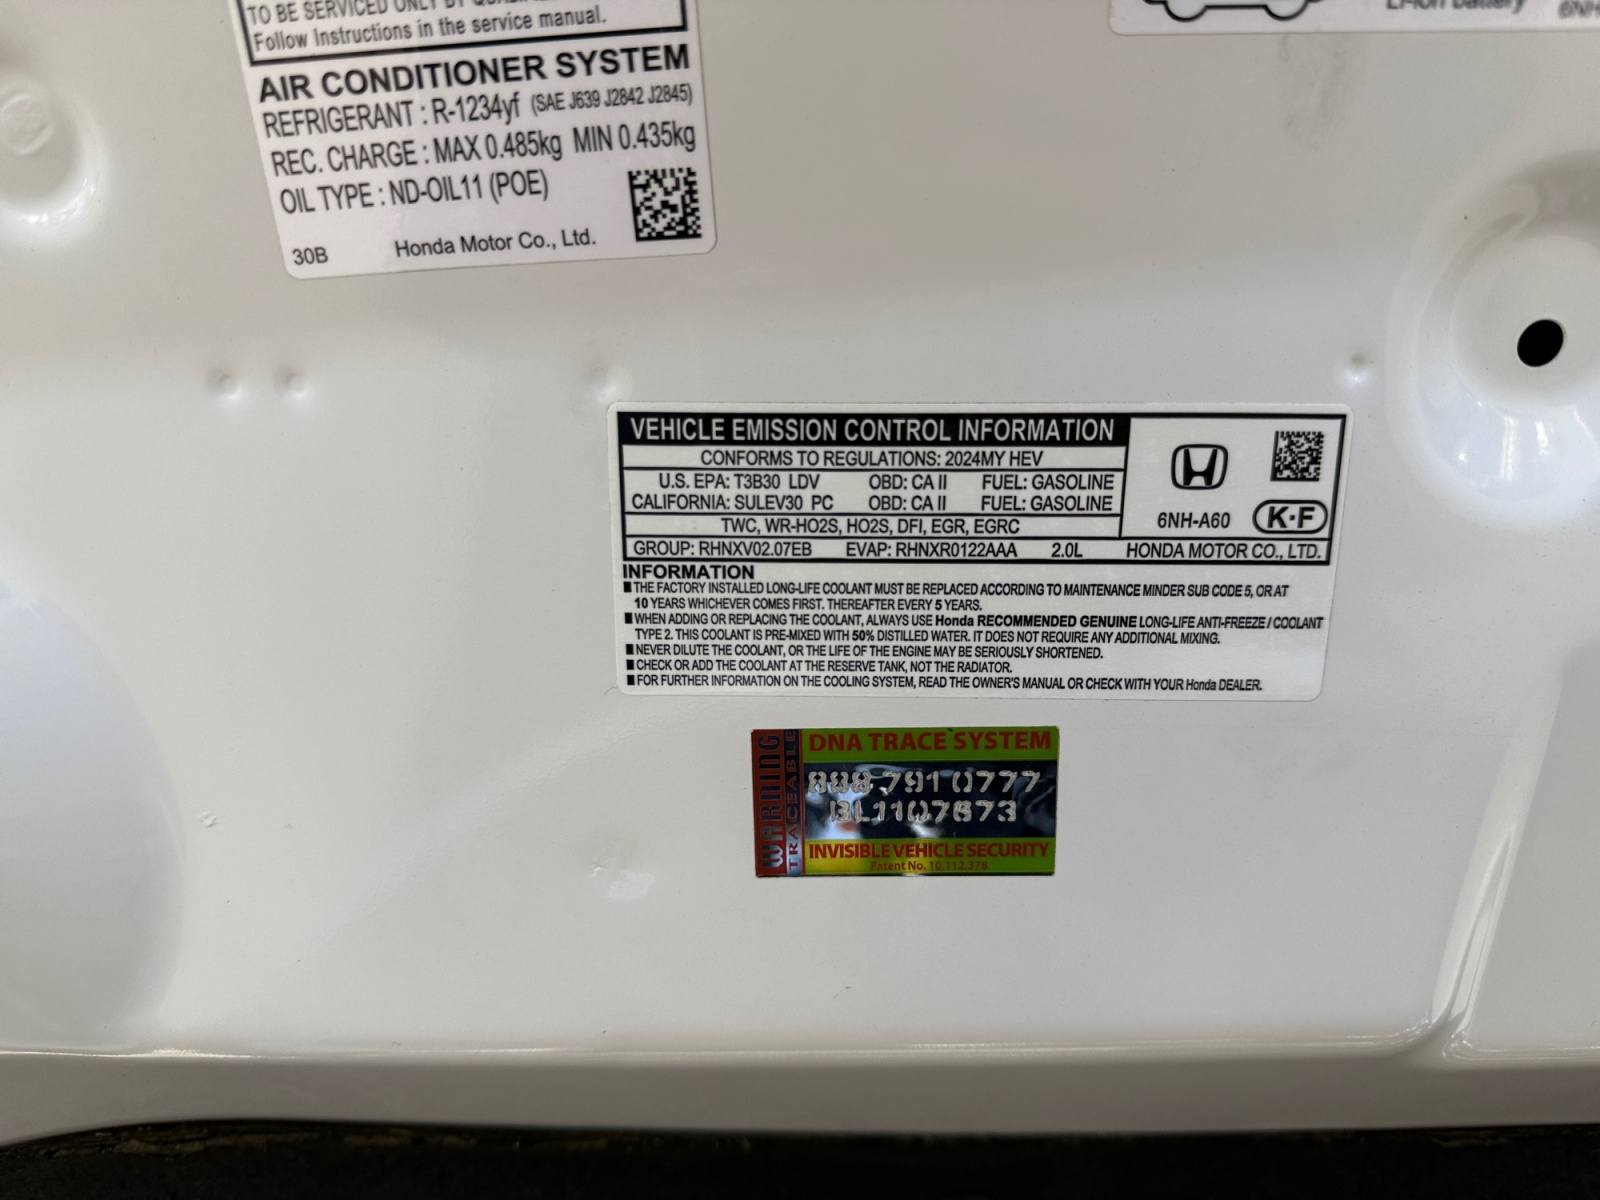 TO BE SERVICED ONLY BY
Follow Instructions in the service manual.
AIR CONDITIONER SYSTEM
REFRIGERANT : R-1234yf (SAE J639 J2842 J2845)
REC. CHARGE : MAX 0.485kg MIN 0.435kg
OIL TYPE : ND-OIL11 (POE)
30B Honda Motor Co., Ltd.
Li-ion battery
VEHICLE EMISSION CONTROL INFORMATION
CONFORMS TO REGULATIONS: 2024MY HEV
U.S. EPA: T3B30 LDV OBD: CA II FUEL: GASOLINE
CALIFORNIA: SULEV30 PC OBD: CA II FUEL: GASOLINE
TWC, WR-HO2S, HO2S, DFI, EGR, EGRC
6NH-A60 K·F
GROUP: RHNXV02.07EB EVAP: RHNXR0122AAA 2.0L HONDA MOTOR CO., LTD.
INFORMATION
■ THE FACTORY INSTALLED LONG-LIFE COOLANT MUST BE REPLACED ACCORDING TO MAINTENANCE MINDER SUB CODE 5, OR AT
10 YEARS WHICHEVER COMES FIRST. THEREAFTER EVERY 5 YEARS.
■ WHEN ADDING OR REPLACING THE COOLANT, ALWAYS USE Honda RECOMMENDED GENUINE LONG-LIFE ANTI-FREEZE / COOLANT
TYPE 2. THIS COOLANT IS PRE-MIXED WITH 50% DISTILLED WATER. IT DOES NOT REQUIRE ANY ADDITIONAL MIXING.
■ NEVER DILUTE THE COOLANT, OR THE LIFE OF THE ENGINE MAY BE SERIOUSLY SHORTENED.
■ CHECK OR ADD THE COOLANT AT THE RESERVE TANK, NOT THE RADIATOR.
■ FOR FURTHER INFORMATION ON THE COOLING SYSTEM, READ THE OWNER'S MANUAL OR CHECK WITH YOUR Honda DEALER.
WARNING
TRACEABLE
DNA TRACE SYSTEM
888 791 0777
INVISIBLE VEHICLE SECURITY
Patent No. 10,112,378